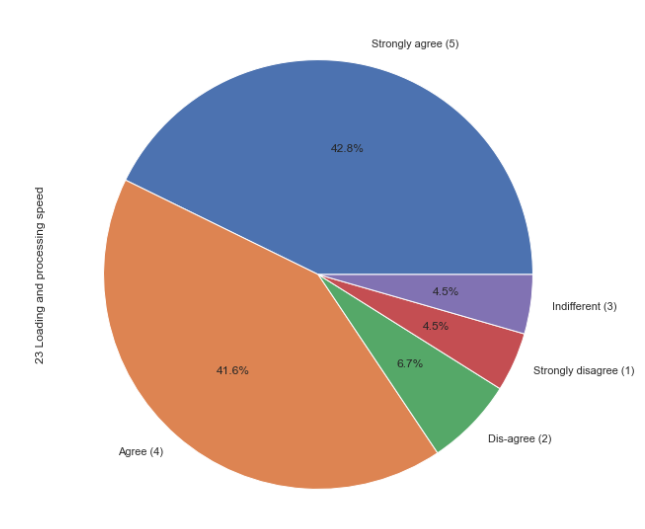 Strongly agree (5)
42.8%
23 Loading and processing speed
4.5%
Indifferent (3)
4.5%
6.7%
41.6%
Strongly disagree (1)
Dis-agree (2)
Agree (4)